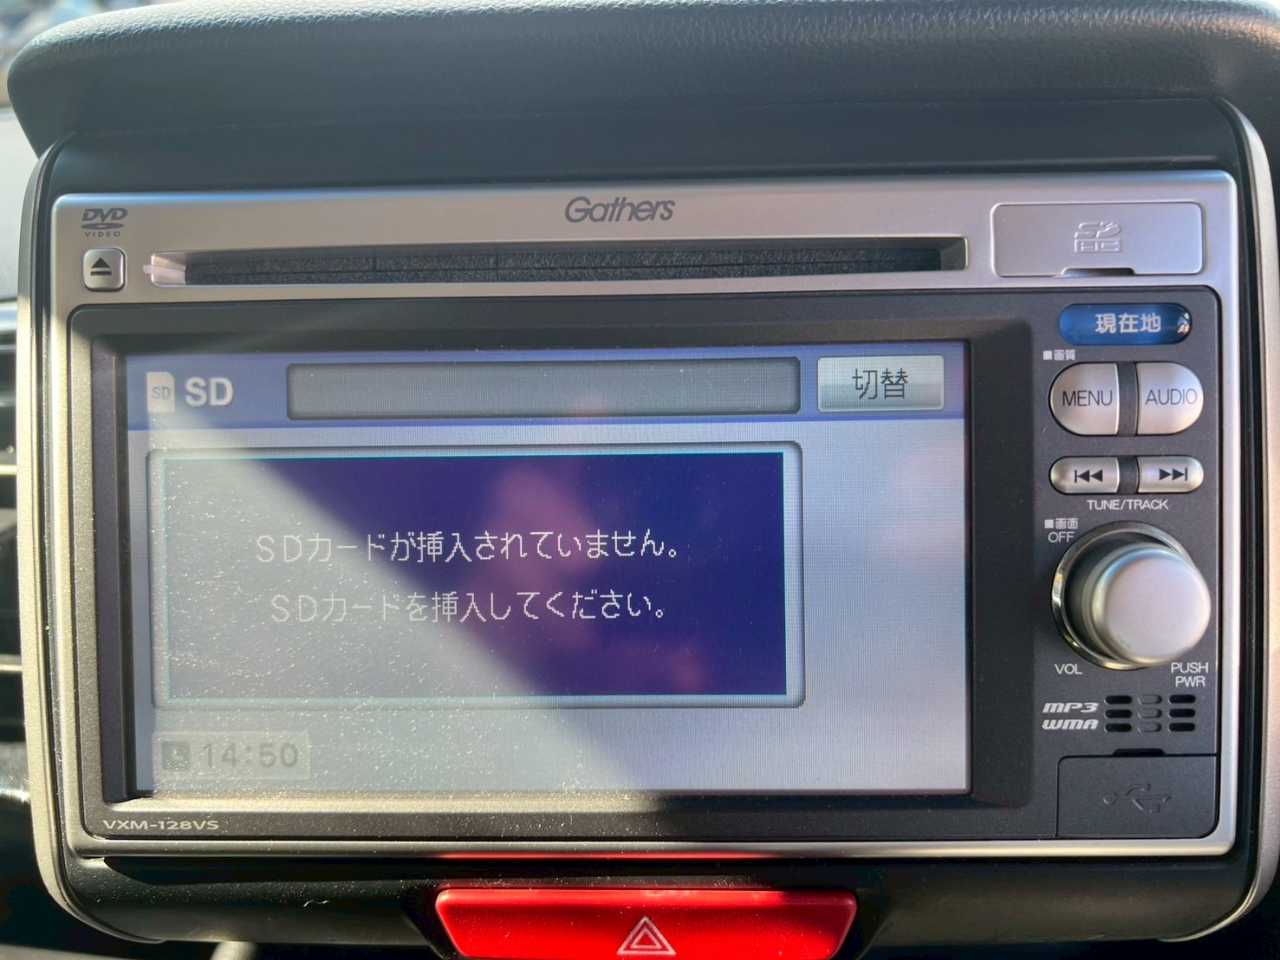 DVD
VIDEO
Gathers
SD
HC
現在地
■画質
SD
SD
切替
MENU
AUDIO
TUNE/TRACK
■画面
OFF
SDカードが挿入されていません。
SDカードを挿入してください。
VOL
PUSH
PWR
MP3
WMA
14:50
VXM-128VS